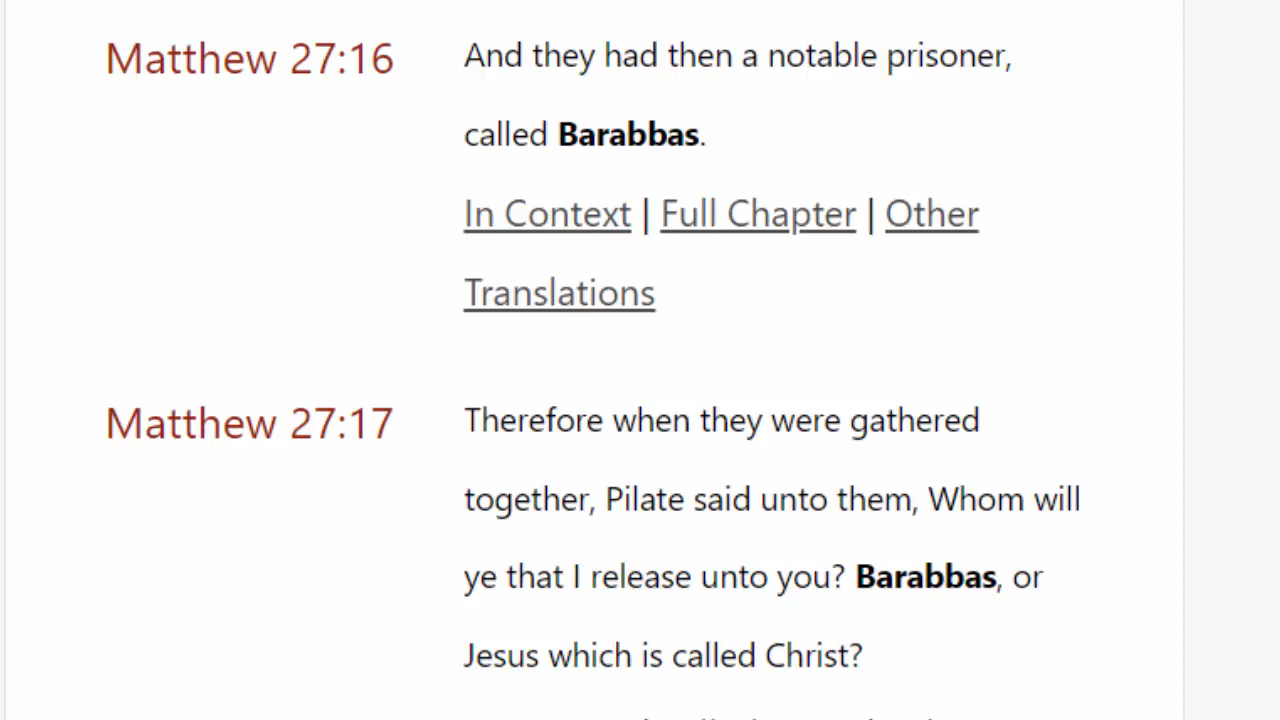 Matthew 27:16
And they had then a notable prisoner,
called Barabbas.
In Context | Full Chapter | Other
Translations
Matthew 27:17
Therefore when they were gathered
together, Pilate said unto them, Whom will
ye that I release unto you? Barabbas, or
Jesus which is called Christ?